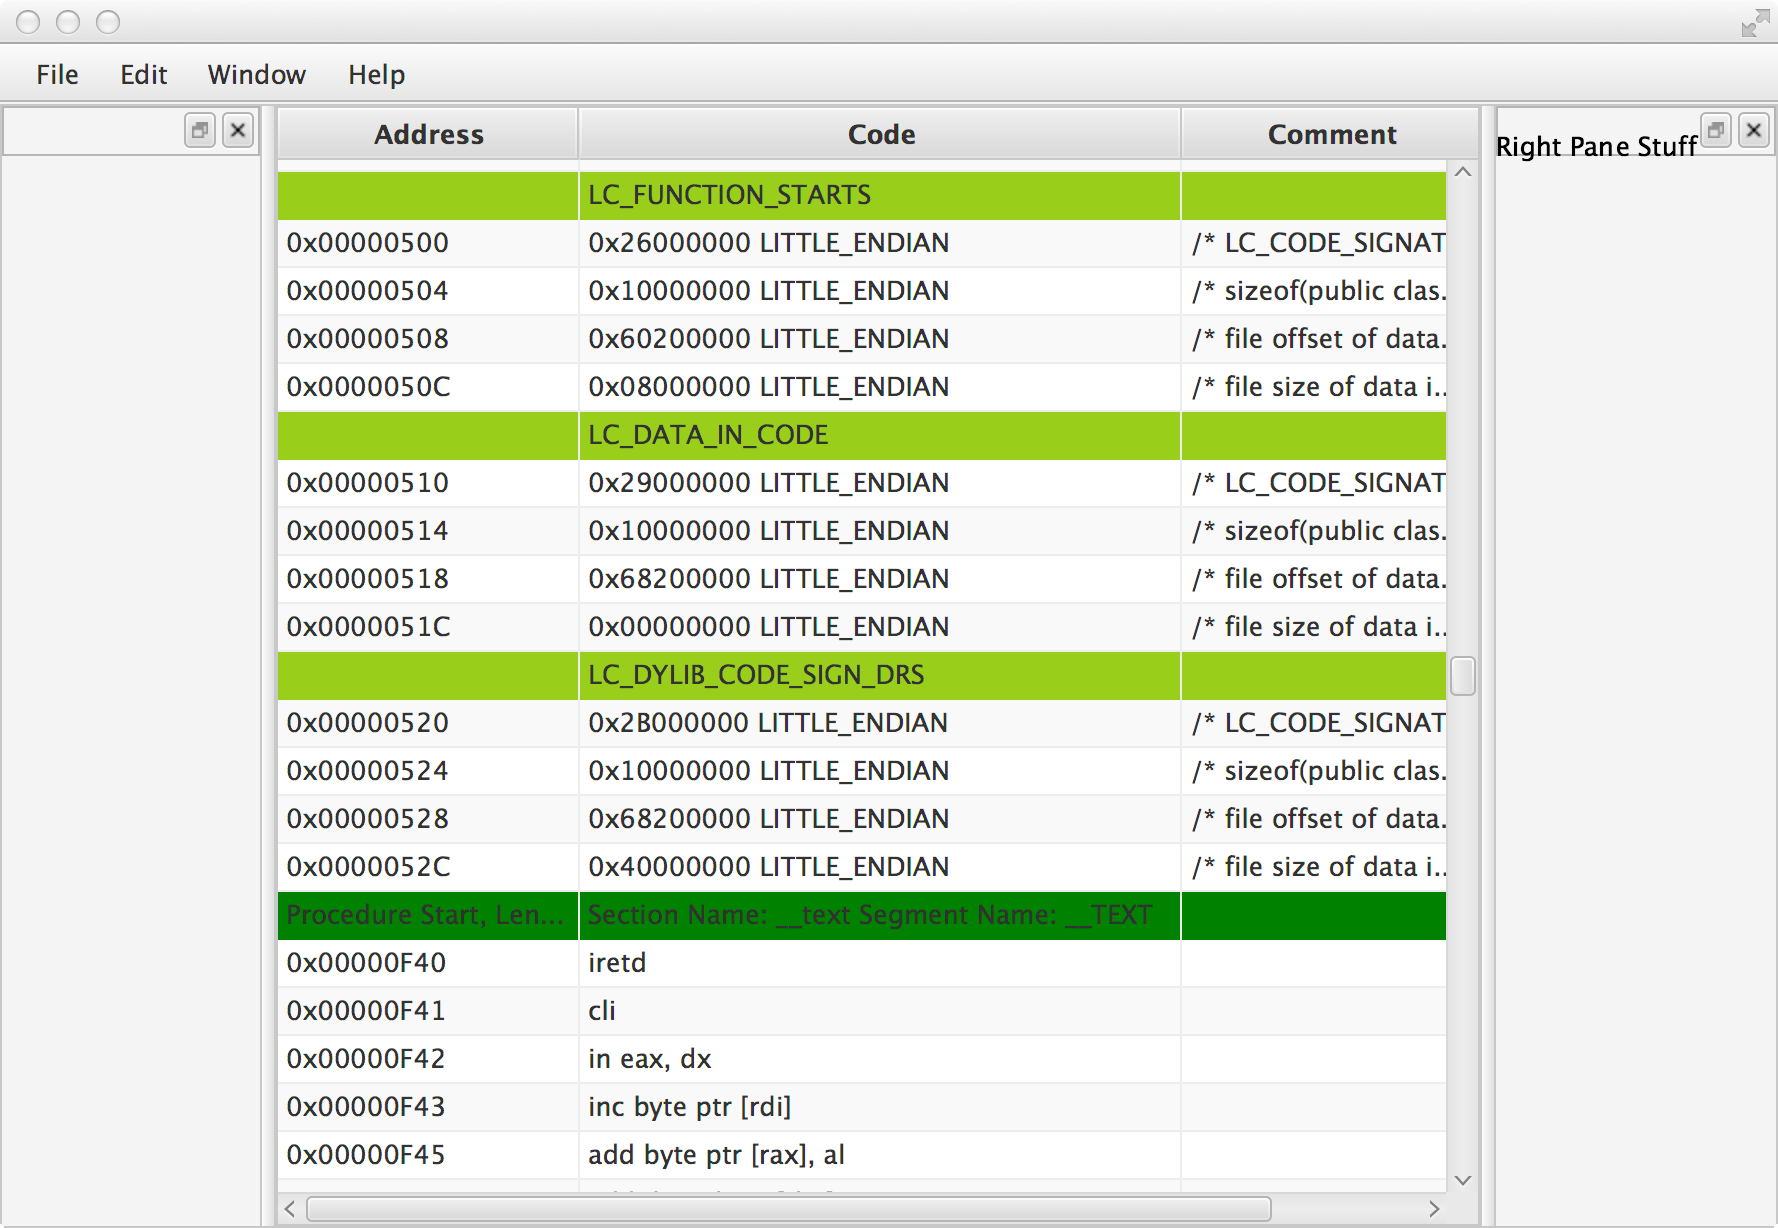 File Edit Window Help
Address Code Comment
Right Pane Stuff
LC_FUNCTION_STARTS
0x00000500 0x26000000 LITTLE_ENDIAN /* LC_CODE_SIGNAT
0x00000504 0x10000000 LITTLE_ENDIAN /* sizeof(public clas.
0x00000508 0x60200000 LITTLE_ENDIAN /* file offset of data.
0x0000050C 0x08000000 LITTLE_ENDIAN /* file size of data i..
LC_DATA_IN_CODE
0x00000510 0x29000000 LITTLE_ENDIAN /* LC_CODE_SIGNAT
0x00000514 0x10000000 LITTLE_ENDIAN /* sizeof(public clas.
0x00000518 0x68200000 LITTLE_ENDIAN /* file offset of data.
0x0000051C 0x00000000 LITTLE_ENDIAN /* file size of data i..
LC_DYLIB_CODE_SIGN_DRS
0x00000520 0x2B000000 LITTLE_ENDIAN /* LC_CODE_SIGNAT
0x00000524 0x10000000 LITTLE_ENDIAN /* sizeof(public clas.
0x00000528 0x68200000 LITTLE_ENDIAN /* file offset of data.
0x0000052C 0x40000000 LITTLE_ENDIAN /* file size of data i..
Procedure Start, Len... Section Name: __text Segment Name: __TEXT
0x00000F40 iretd
0x00000F41 cli
0x00000F42 in eax, dx
0x00000F43 inc byte ptr [rdi]
0x00000F45 add byte ptr [rax], al